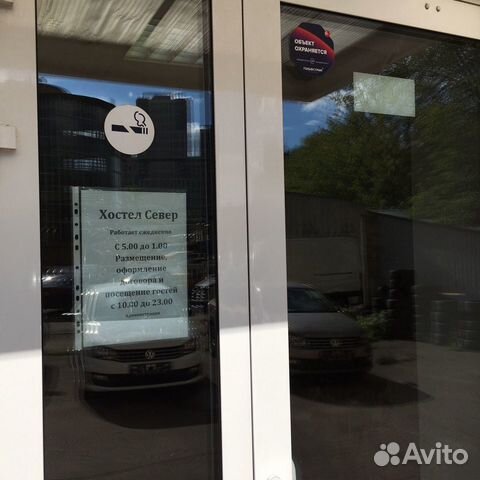 Хостел Север
Работает ежедневно
С 5.00 до 1.00
Размещение,
оформление
договора и
посещение гостей
с 10.00 до 23.00
Администрация
ОБЪЕКТ
ОХРАНЯЕТСЯ
Avito